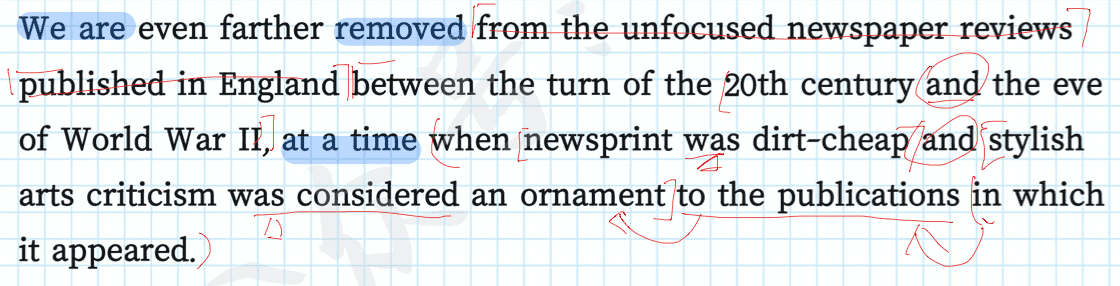 We are even farther removed from the unfocused newspaper reviews
published in England between the turn of the 20th century and the eve
of World War II, at a time when newsprint was dirt-cheap and stylish
arts criticism was considered an ornament to the publications in which
it appeared.